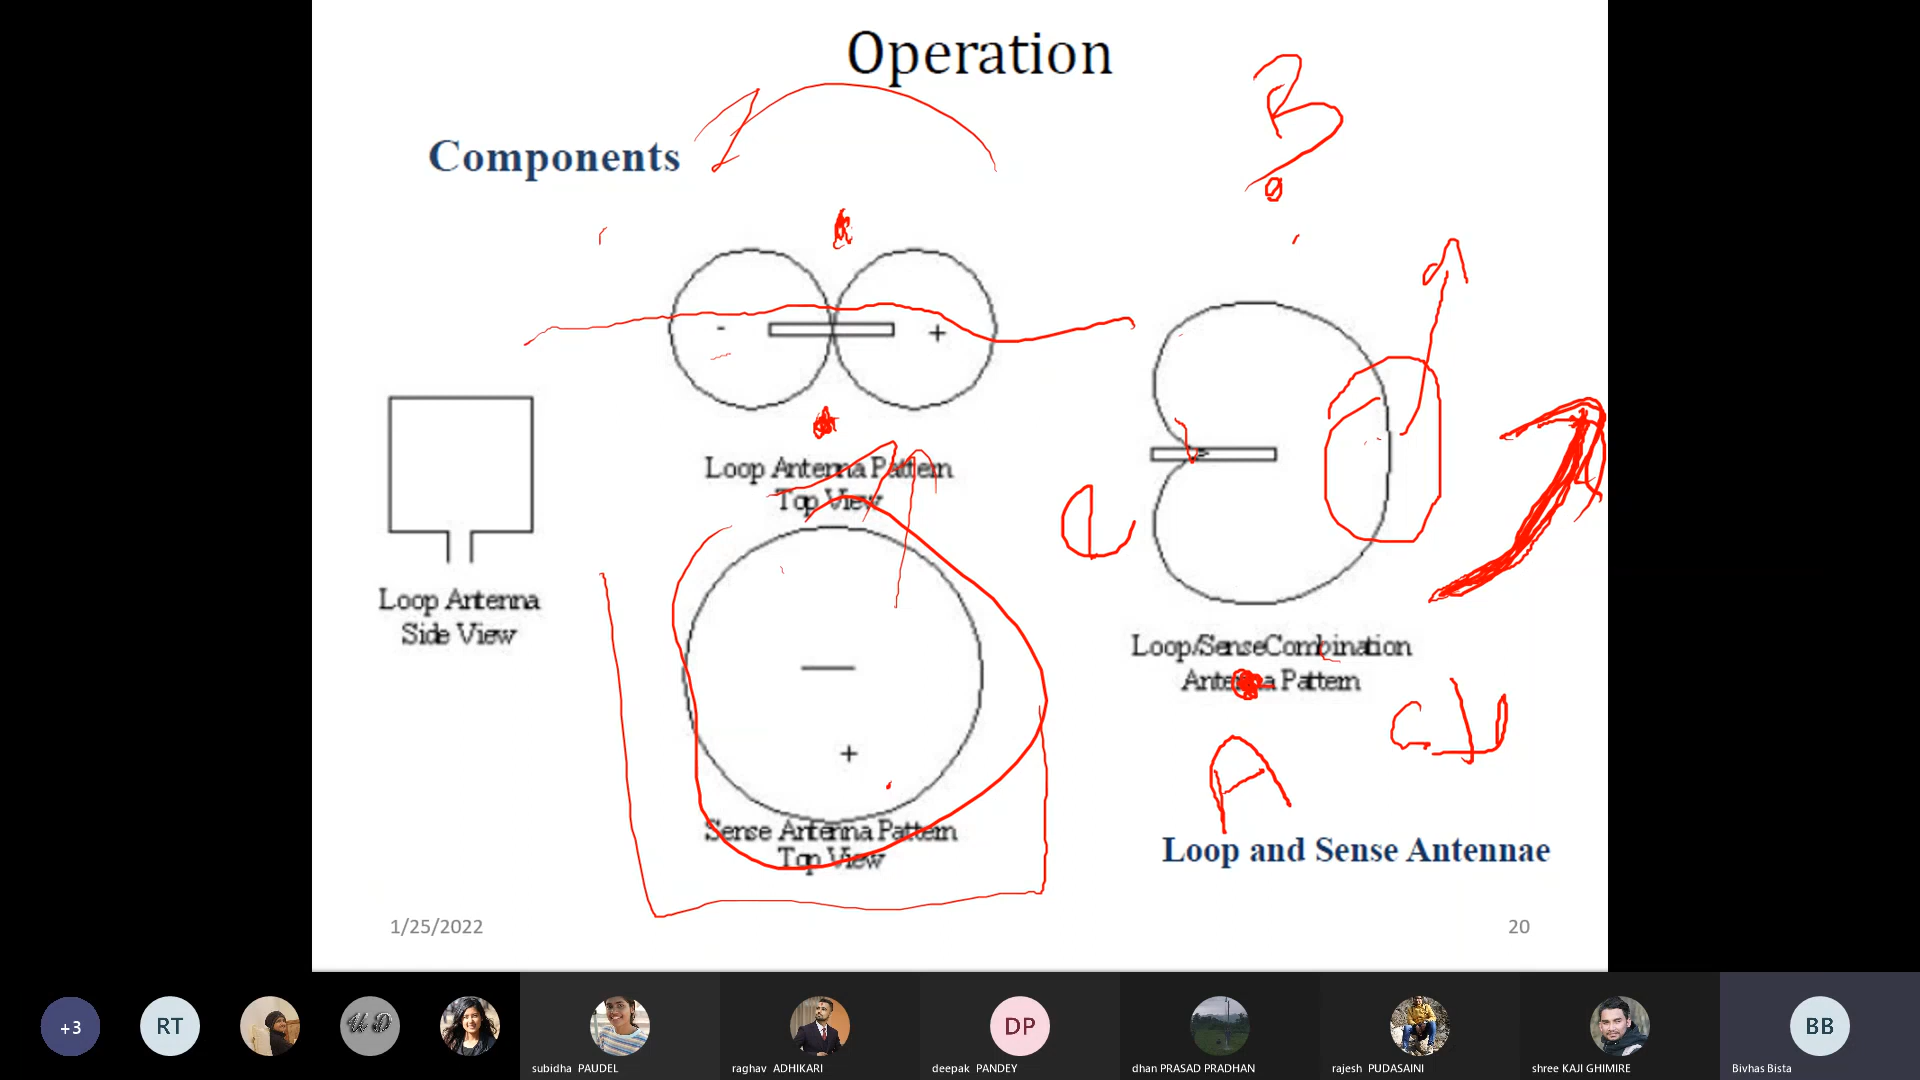 Operation
Components
B
-
+
Loop Antenna Pattern
Top View
Loop Antenna
Side View
Loop/SenseCombination
Antenna Pattern
+
A
Sense Antenna Pattern
Top View
Loop and Sense Antennae
1/25/2022
20
+3
RT
U D
DP
BB
subidha PAUDEL
raghav ADHIKARI
deepak PANDEY
dhan PRASAD PRADHAN
rajesh PUDASAINI
shree KAJI GHIMIRE
Bivhas Bista